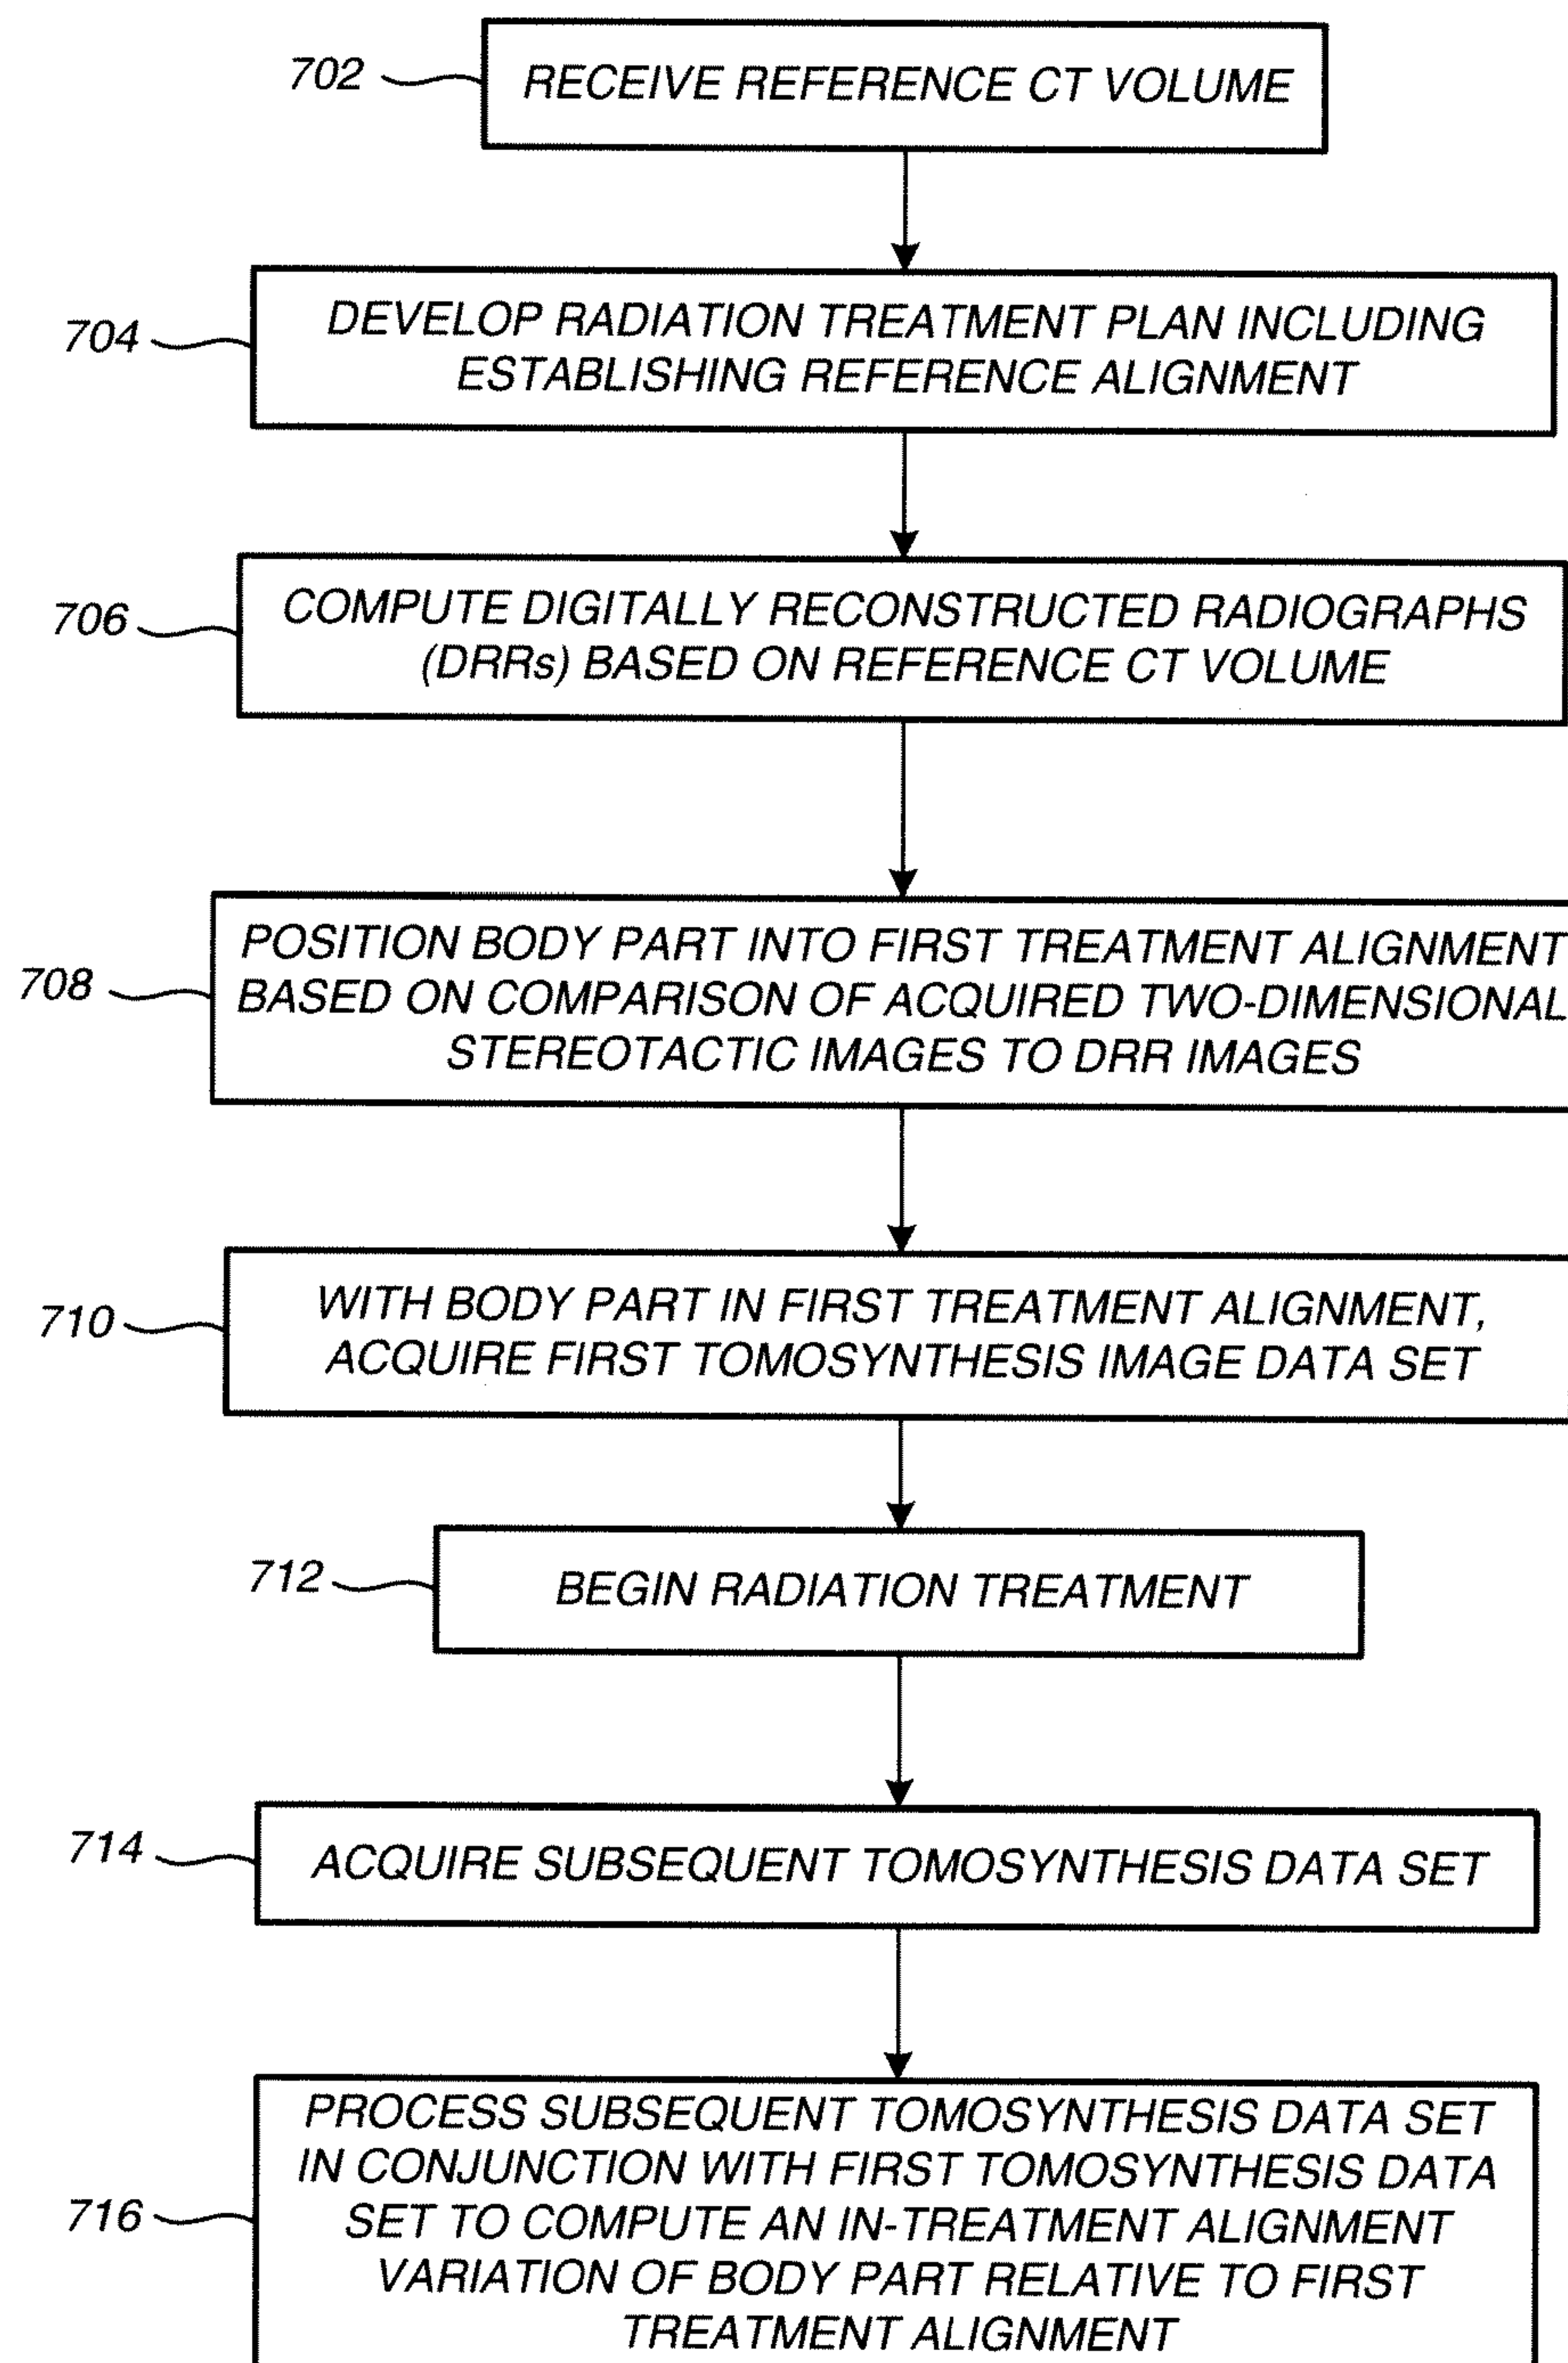 702
RECEIVE REFERENCE CT VOLUME
704
DEVELOP RADIATION TREATMENT PLAN INCLUDING
ESTABLISHING REFERENCE ALIGNMENT
706
COMPUTE DIGITALLY RECONSTRUCTED RADIOGRAPHS
(DRRs) BASED ON REFERENCE CT VOLUME
708
POSITION BODY PART INTO FIRST TREATMENT ALIGNMENT
BASED ON COMPARISON OF ACQUIRED TWO-DIMENSIONAL
STEREOTACTIC IMAGES TO DRR IMAGES
710
WITH BODY PART IN FIRST TREATMENT ALIGNMENT,
ACQUIRE FIRST TOMOSYNTHESIS IMAGE DATA SET
712
BEGIN RADIATION TREATMENT
714
ACQUIRE SUBSEQUENT TOMOSYNTHESIS DATA SET
716
PROCESS SUBSEQUENT TOMOSYNTHESIS DATA SET
IN CONJUNCTION WITH FIRST TOMOSYNTHESIS DATA
SET TO COMPUTE AN IN-TREATMENT ALIGNMENT
VARIATION OF BODY PART RELATIVE TO FIRST
TREATMENT ALIGNMENT